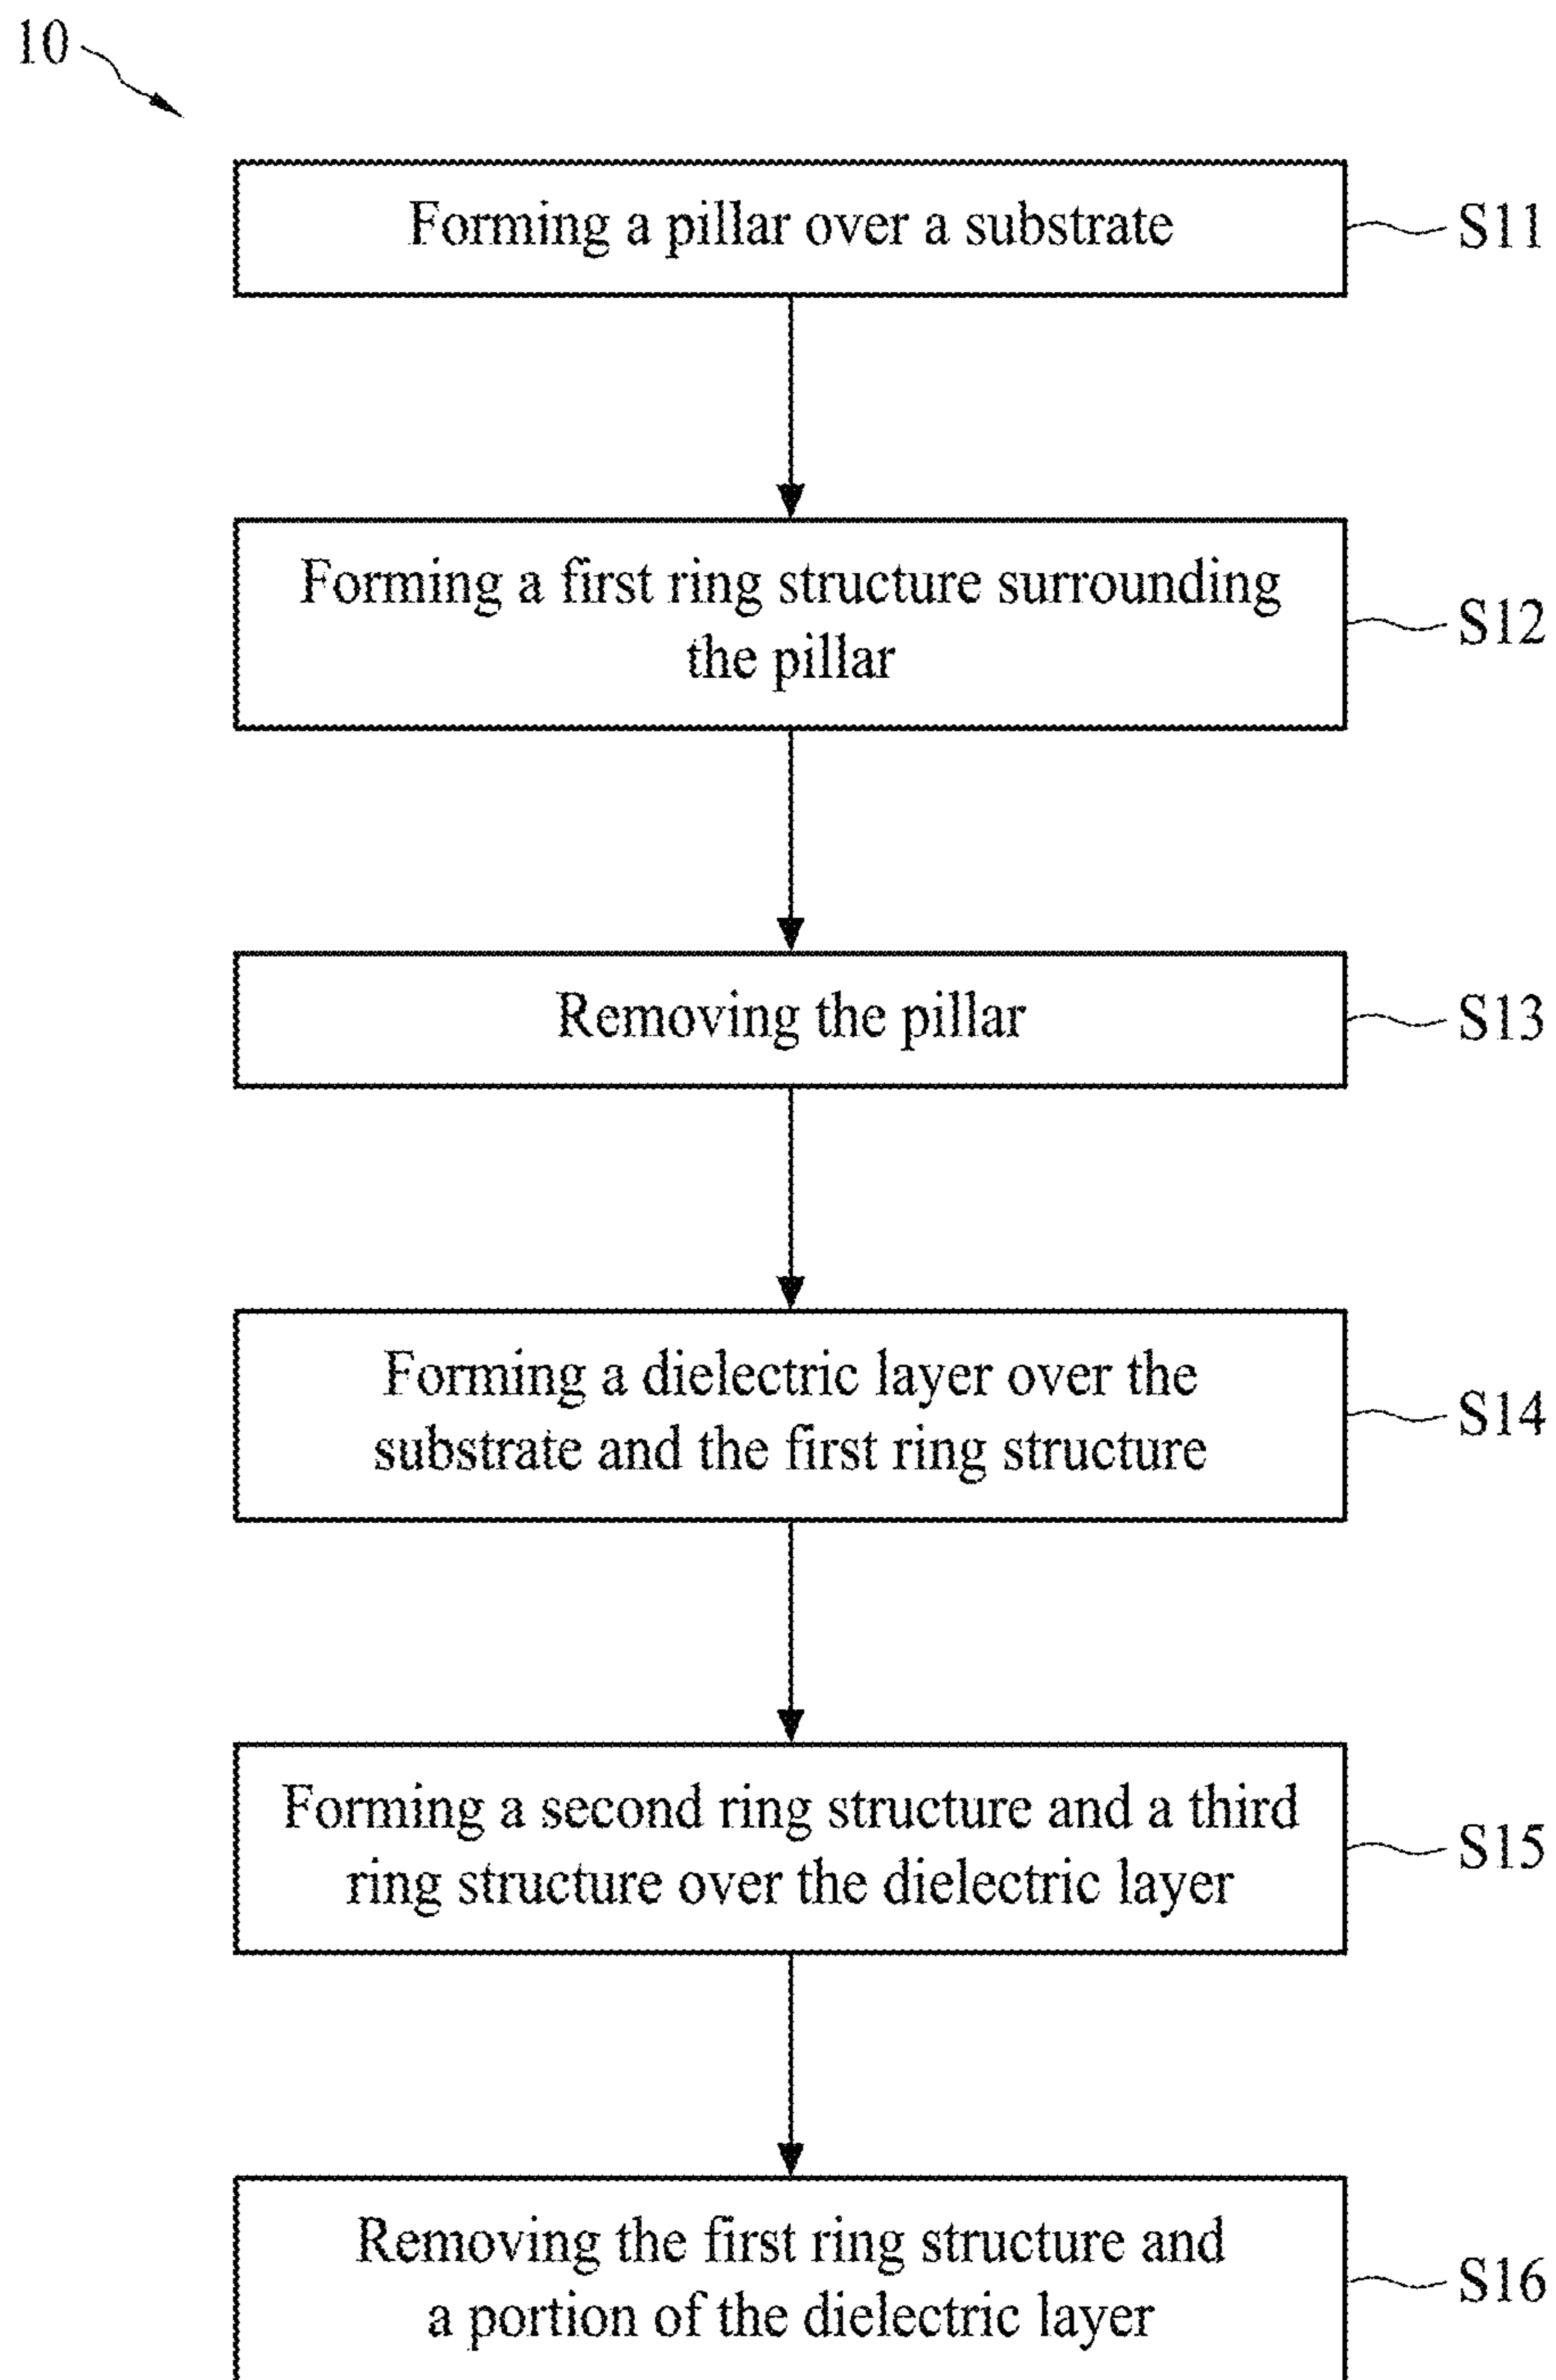 10
Forming a pillar over a substrate
S11
Forming a first ring structure surrounding
the pillar
S12
Removing the pillar
S13
Forming a dielectric layer over the
substrate and the first ring structure
S14
Forming a second ring structure and a third
ring structure over the dielectric layer
S15
Removing the first ring structure and
a portion of the dielectric layer
S16